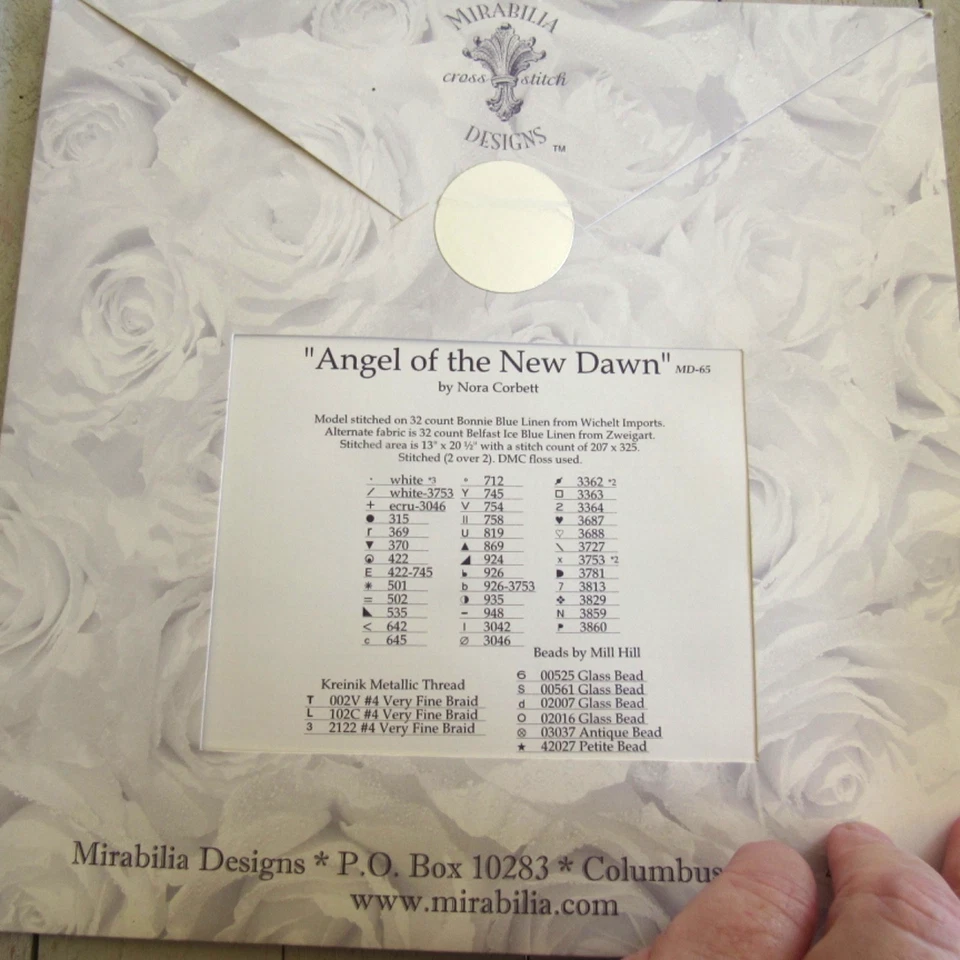 MIRABILIA
cross stitch
DESIGNS TM
"Angel of the New Dawn" MD-65
by Nora Corbett
Model stitched on 32 count Bonnie Blue Linen from Wichelt Imports.
Alternate fabric is 32 count Belfast Ice Blue Linen from Zweigart.
Stitched area is 13" x 20 ½" with a stitch count of 207 x 325.
Stitched (2 over 2). DMC floss used.
· white *3 ∘ 712 3362 *2
/ white-3753 Y 745 □ 3363
+ ecru-3046 V 754 2 3364
● 315 || 758 ♥ 3687
r 369 U 819 ♡ 3688
▼ 370 ▲ 869 \ 3727
422 ◢ 924 x 3753 *2
E 422-745 926 3781
* 501 b 926-3753 7 3813
= 502 ◑ 935 ❖ 3829
◣ 535 – 948 N 3859
< 642 | 3042 P 3860
c 645 ∅ 3046
Beads by Mill Hill
6 00525 Glass Bead
S 00561 Glass Bead
d 02007 Glass Bead
O 02016 Glass Bead
⊗ 03037 Antique Bead
★ 42027 Petite Bead
Kreinik Metallic Thread
T 002V #4 Very Fine Braid
L 102C #4 Very Fine Braid
3 2122 #4 Very Fine Braid
Mirabilia Designs * P.O. Box 10283 * Columbus
www.mirabilia.com